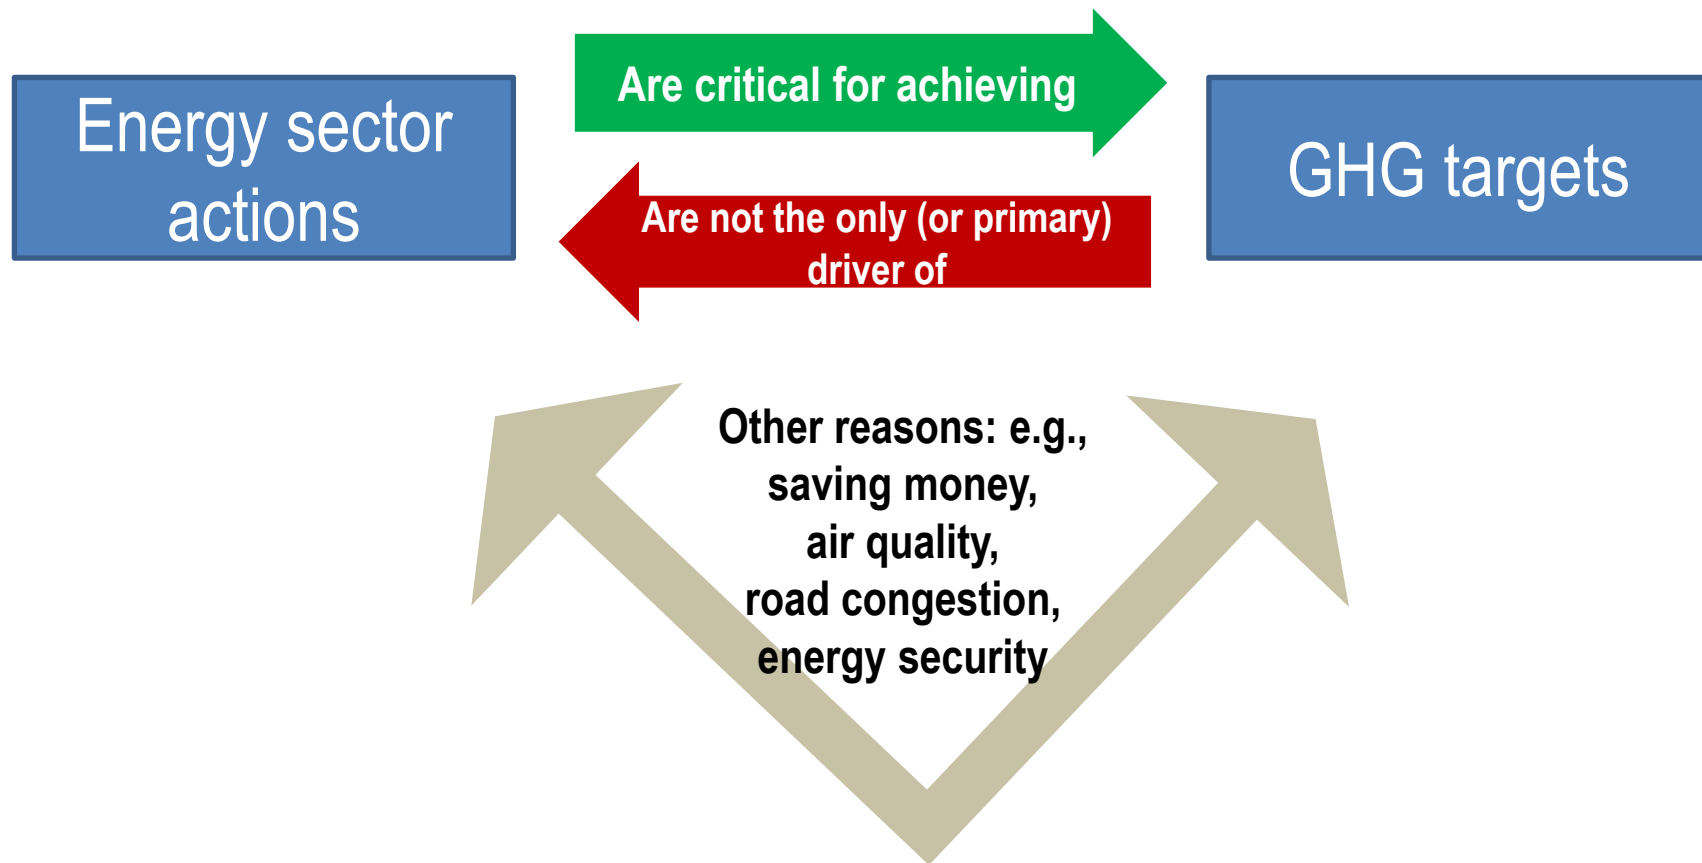 Energy sector
actions
Are critical for achieving
Are not the only (or primary)
driver of
GHG targets
Other reasons: e.g.,
saving money,
air quality,
road congestion,
energy security